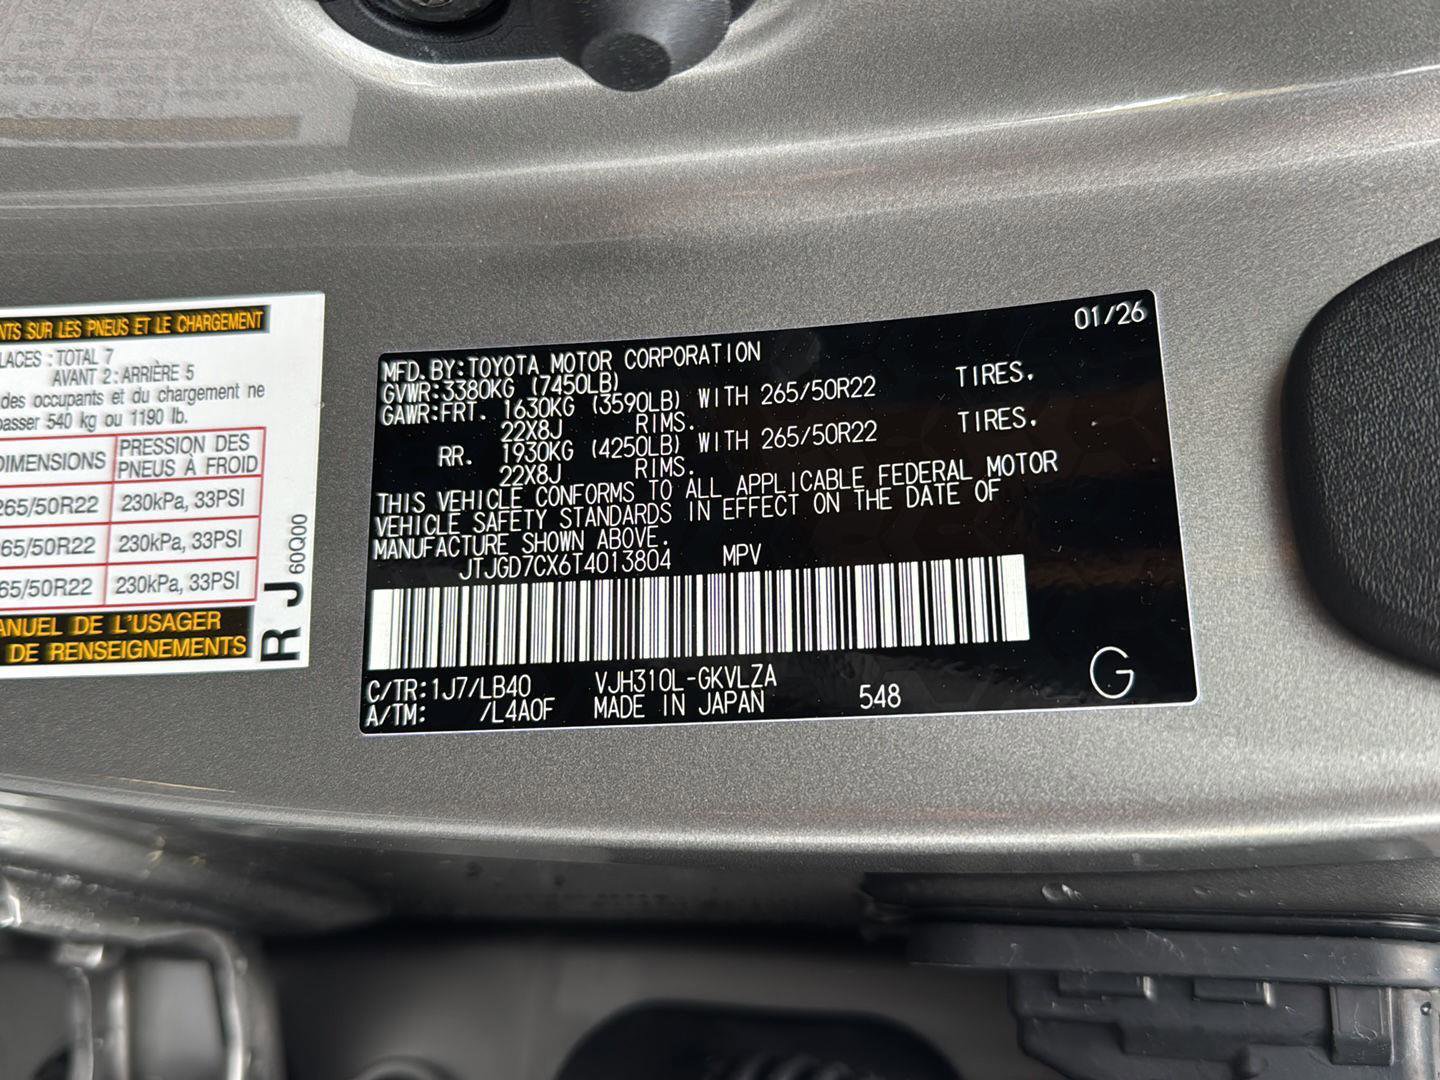 NTS SUR LES PNEUS ET LE CHARGEMENT
LACES : TOTAL 7
AVANT 2 : ARRIÈRE 5
des occupants et du chargement ne
passer 540 kg ou 1190 lb.
DIMENSIONS PRESSION DES PNEUS À FROID
265/50R22 230kPa, 33PSI
265/50R22 230kPa, 33PSI
265/50R22 230kPa, 33PSI
ANUEL DE L'USAGER
DE RENSEIGNEMENTS
RJ 60Q00
01/26
MFD.BY:TOYOTA MOTOR CORPORATION
GVWR:3380KG (7450LB)
GAWR:FRT. 1630KG (3590LB) WITH 265/50R22 TIRES.
22X8J RIMS.
RR. 1930KG (4250LB) WITH 265/50R22 TIRES.
22X8J RIMS.
THIS VEHICLE CONFORMS TO ALL APPLICABLE FEDERAL MOTOR
VEHICLE SAFETY STANDARDS IN EFFECT ON THE DATE OF
MANUFACTURE SHOWN ABOVE.
JTJGD7CX6T4013804 MPV
C/TR:1J7/LB40 VJH310L-GKVLZA
A/TM: /L4A0F MADE IN JAPAN 548
G